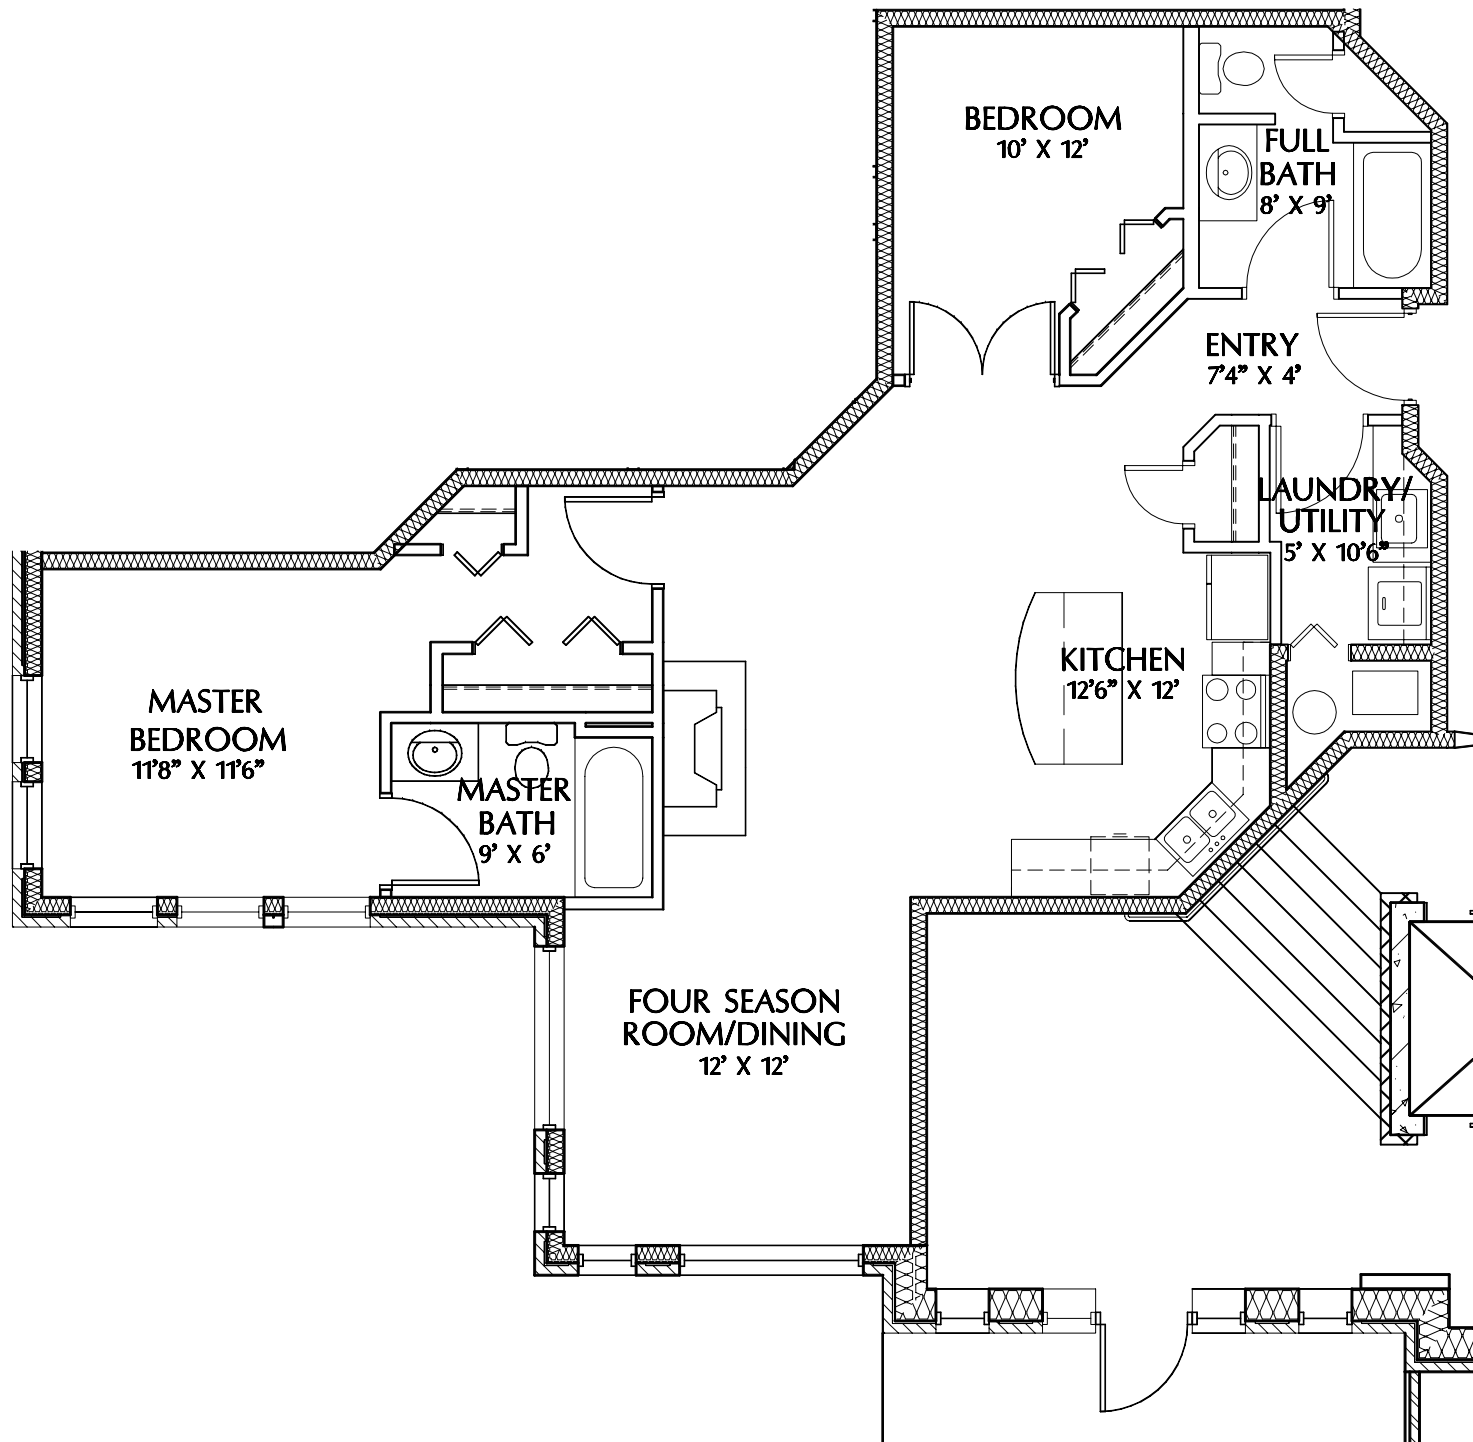 BEDROOM
10' X 12'
FULL
BATH
8' X 9'
ENTRY
7'4" X 4'
LAUNDRY/
UTILITY
5' X 10'6"
KITCHEN
12'6" X 12'
MASTER
BEDROOM
11'8" X 11'6"
MASTER
BATH
9' X 6'
FOUR SEASON
ROOM/DINING
12' X 12'